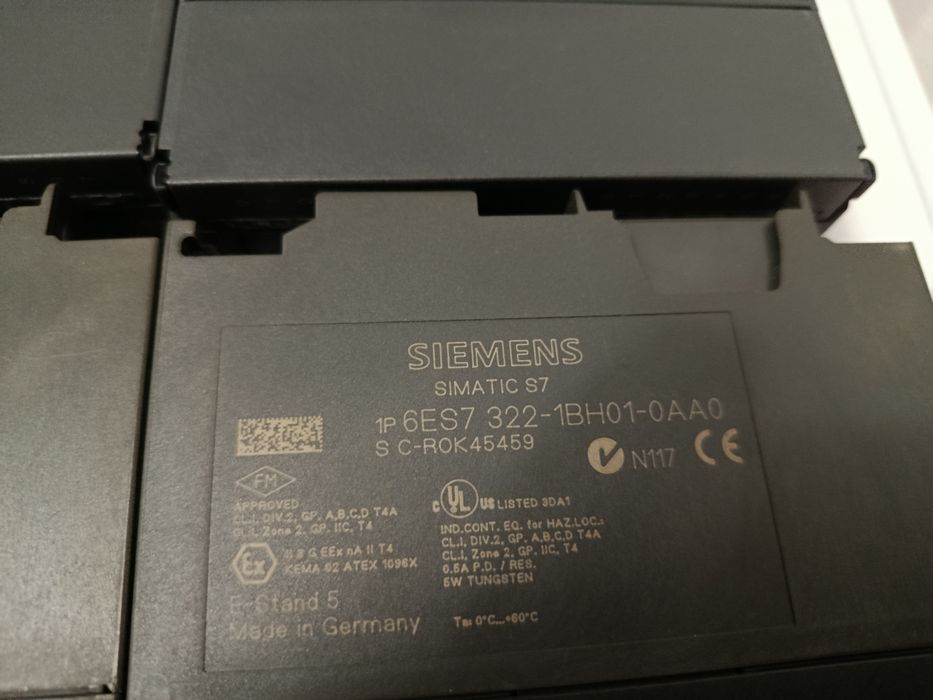 SIEMENS
SIMATIC S7
1P 6ES7 322-1BH01-0AA0
S C-R0K45459
N117 CE
FM
APPROVED
CL.I, DIV.2, GP. A,B,C,D T4A
CL.I, Zone 2, GP. IIC, T4
c UL US LISTED 3DA1
IND.CONT. EQ. for HAZ.LOC.:
CL.I, DIV.2, GP. A,B,C,D T4A
CL.I, Zone 2, GP. IIC, T4
0.5A P.D. / RES.
5W TUNGSTEN
Ex II 3 G EEx nA II T4
KEMA 02 ATEX 1096X
E-Stand 5
Made in Germany
Ta: 0°C...+60°C